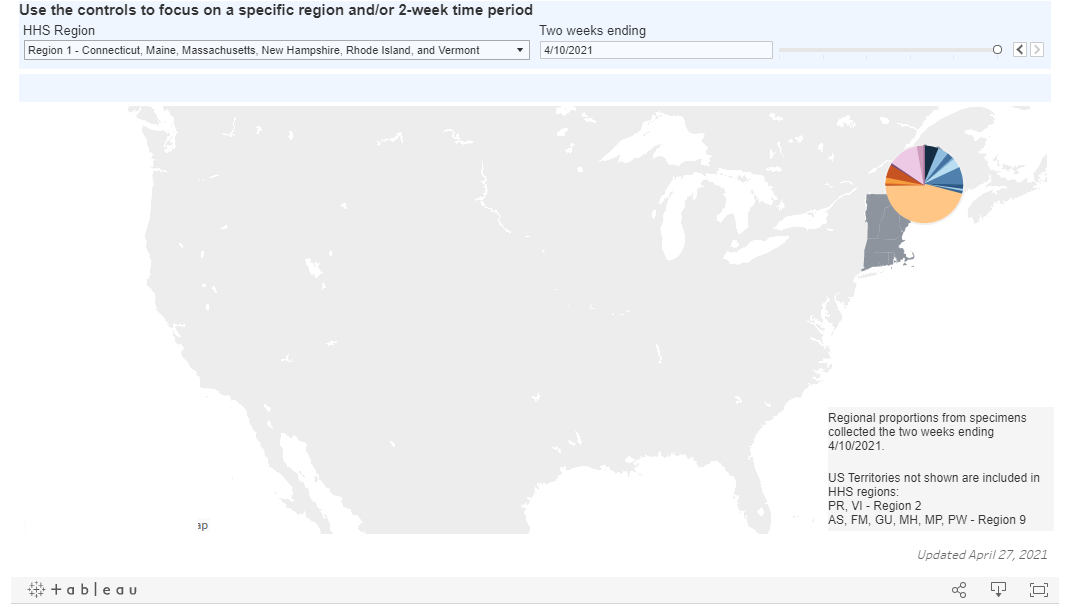 Use the controls to focus on a specific region and/or 2-week time period
HHS Region
Two weeks ending
Region 1 - Connecticut, Maine, Massachusetts, New Hampshire, Rhode Island, and Vermont
4/10/2021
Regional proportions from specimens
collected the two weeks ending
4/10/2021.
US Territories not shown are included in
HHS regions:
PR, VI - Region 2
AS, FM, GU, MH, MP, PW - Region 9
ap
Updated April 27, 2021
+ableau